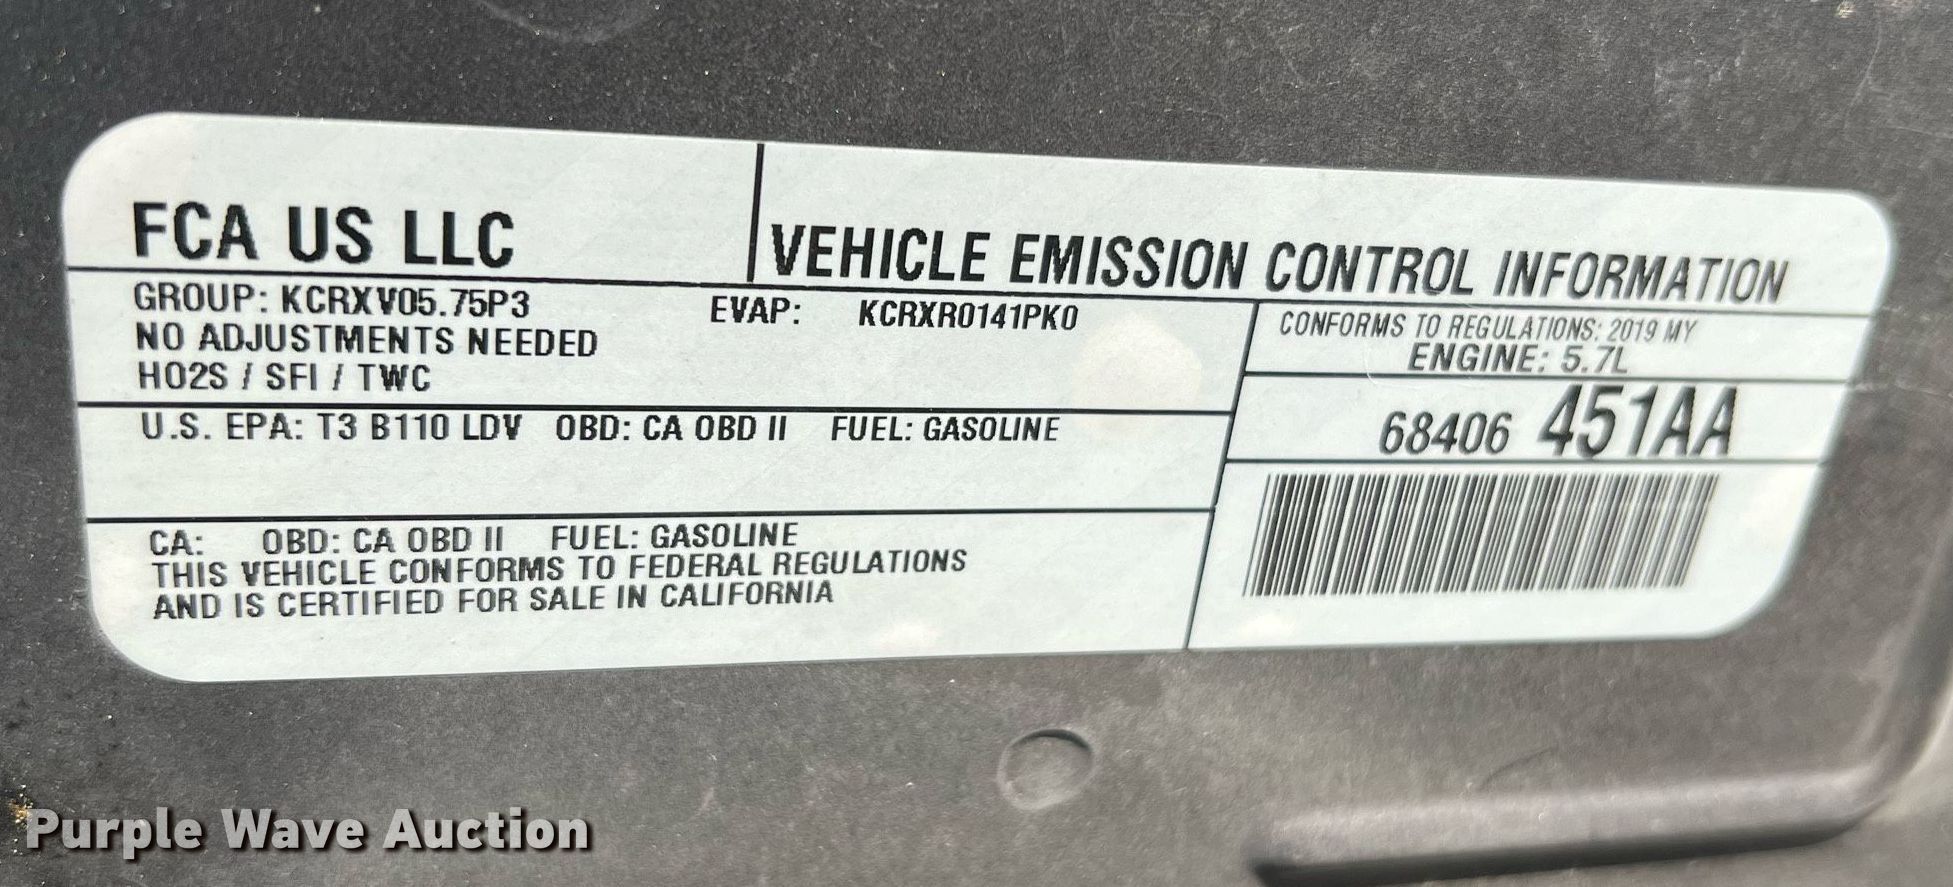 FCA US LLC
VEHICLE EMISSION CONTROL INFORMATION
GROUP: KCRXV05.75P3 EVAP: KCRXR0141PK0
NO ADJUSTMENTS NEEDED
HO2S / SFI / TWC
CONFORMS TO REGULATIONS: 2019 MY
ENGINE: 5.7L
U.S. EPA: T3 B110 LDV OBD: CA OBD II FUEL: GASOLINE
68406 451AA
CA: OBD: CA OBD II FUEL: GASOLINE
THIS VEHICLE CONFORMS TO FEDERAL REGULATIONS
AND IS CERTIFIED FOR SALE IN CALIFORNIA
Purple Wave Auction